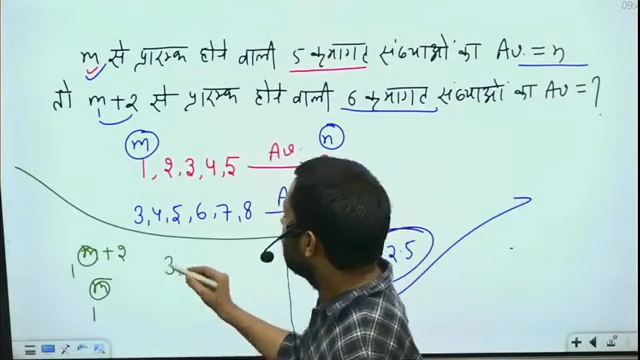 m से प्रारम्भ होने वाली 5 क्रमागत संख्याओं का Av. = n
तो m+2 से प्रारम्भ होने वाली 6 क्रमागत संख्याओं का Av = ?
m n
1, 2, 3, 4, 5 Av.
3, 4, 5, 6, 7, 8
2.5
m + 2
1
m
1
3